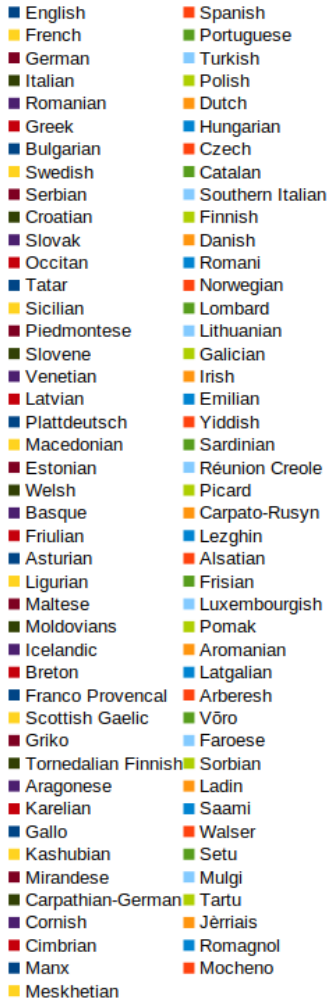 English Spanish
French Portuguese
German Turkish
Italian Polish
Romanian Dutch
Greek Hungarian
Bulgarian Czech
Swedish Catalan
Serbian Southern Italian
Croatian Finnish
Slovak Danish
Occitan Romani
Tatar Norwegian
Sicilian Lombard
Piedmontese Lithuanian
Slovene Galician
Venetian Irish
Latvian Emilian
Plattdeutsch Yiddish
Macedonian Sardinian
Estonian Réunion Creole
Welsh Picard
Basque Carpato-Rusyn
Friulian Lezghin
Asturian Alsatian
Ligurian Frisian
Maltese Luxembourgish
Moldovians Pomak
Icelandic Aromanian
Breton Latgalian
Franco Provencal Arberesh
Scottish Gaelic Võro
Griko Faroese
Tornedalian Finnish Sorbian
Aragonese Ladin
Karelian Saami
Gallo Walser
Kashubian Setu
Mirandese Mulgi
Carpathian-German Tartu
Cornish Jèrriais
Cimbrian Romagnol
Manx Mocheno
Meskhetian